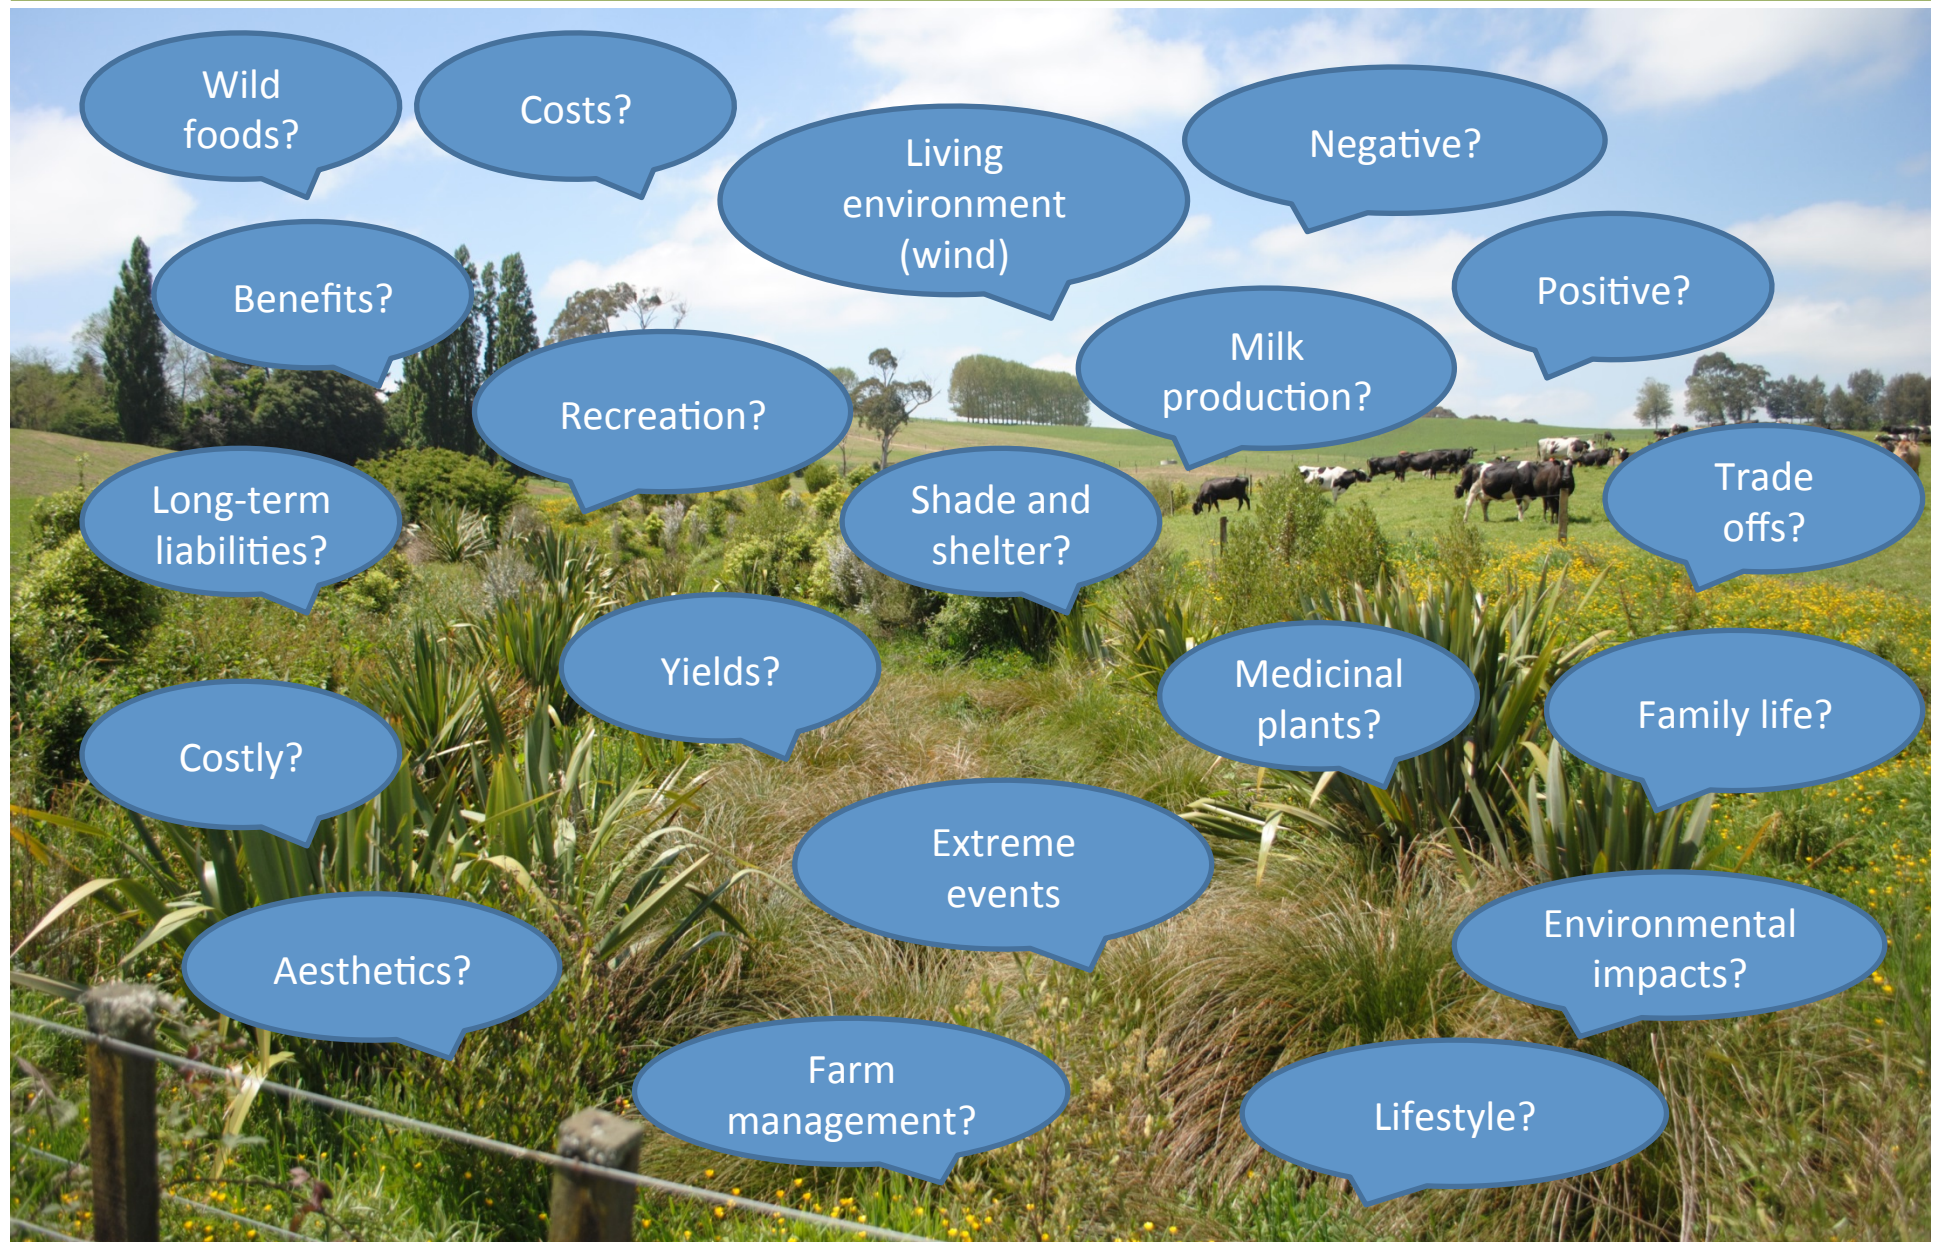 Wild
foods?
Costs?
Living
environment
(wind)
Negative?
Benefits?
Positive?
Milk
production?
Recreation?
Long-term
liabilities?
Shade and
shelter?
Trade
offs?
Yields?
Medicinal
plants?
Family life?
Costly?
Extreme
events
Aesthetics?
Environmental
impacts?
Farm
management?
Lifestyle?